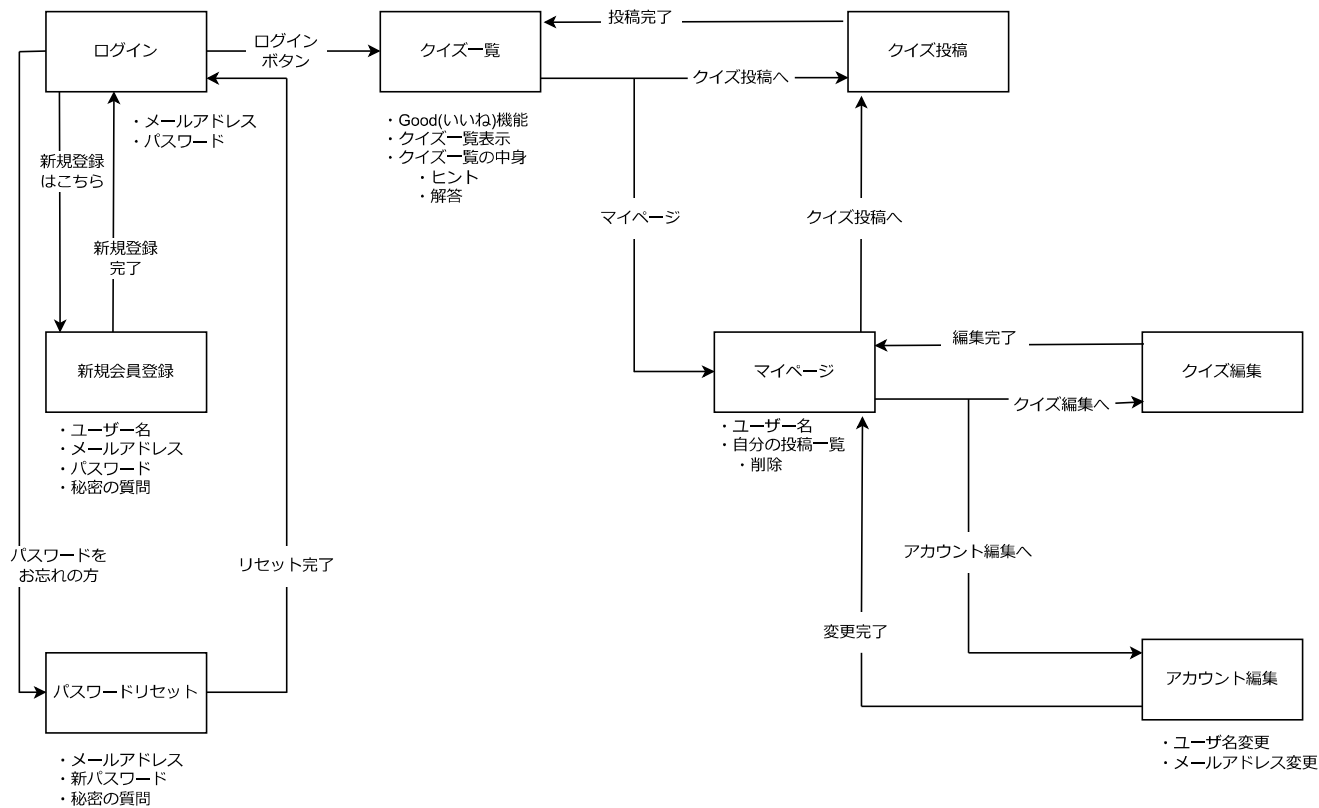 ログイン
ログイン
ボタン
クイズ一覧
投稿完了
クイズ投稿
クイズ投稿へ
・メールアドレス
・パスワード
・Good(いいね)機能
・クイズ一覧表示
・クイズ一覧の中身
・ヒント
・解答
新規登録
はこちら
新規登録
完了
マイページ
クイズ投稿へ
新規会員登録
・ユーザー名
・メールアドレス
・パスワード
・秘密の質問
マイページ
編集完了
クイズ編集へ
クイズ編集
・ユーザー名
・自分の投稿一覧
・削除
パスワードを
お忘れの方
リセット完了
アカウント編集へ
変更完了
パスワードリセット
・メールアドレス
・新パスワード
・秘密の質問
アカウント編集
・ユーザ名変更
・メールアドレス変更